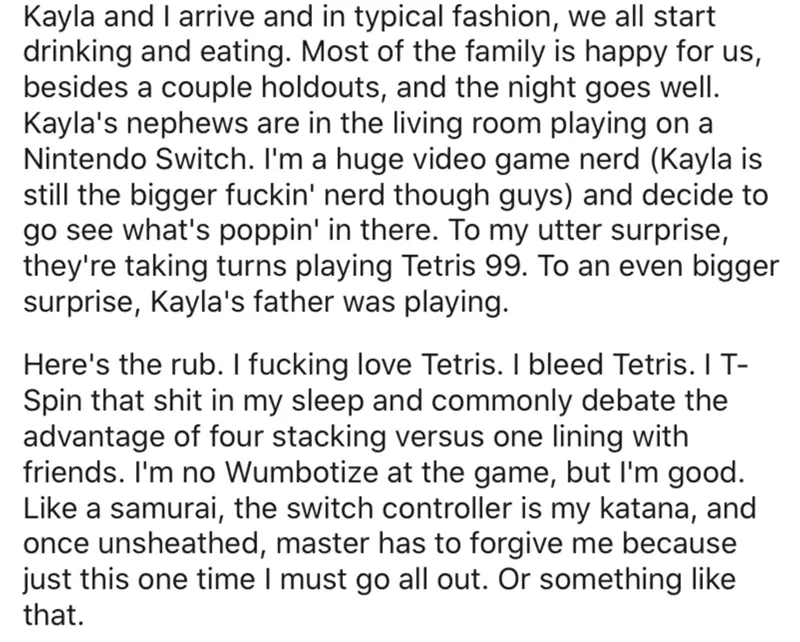 Kayla and I arrive and in typical fashion, we all start
drinking and eating. Most of the family is happy for us,
besides a couple holdouts, and the night goes well.
Kayla's nephews are in the living room playing on a
Nintendo Switch. I'm a huge video game nerd (Kayla is
still the bigger fuckin' nerd though guys) and decide to
go see what's poppin' in there. To my utter surprise,
they're taking turns playing Tetris 99. To an even bigger
surprise, Kayla's father was playing.
Here's the rub. I fucking love Tetris. I bleed Tetris. I T-
Spin that shit in my sleep and commonly debate the
advantage of four stacking versus one lining with
friends. I'm no Wumbotize at the game, but I'm good.
Like a samurai, the switch controller is my katana, and
once unsheathed, master has to forgive me because
just this one time I must go all out. Or something like
that.